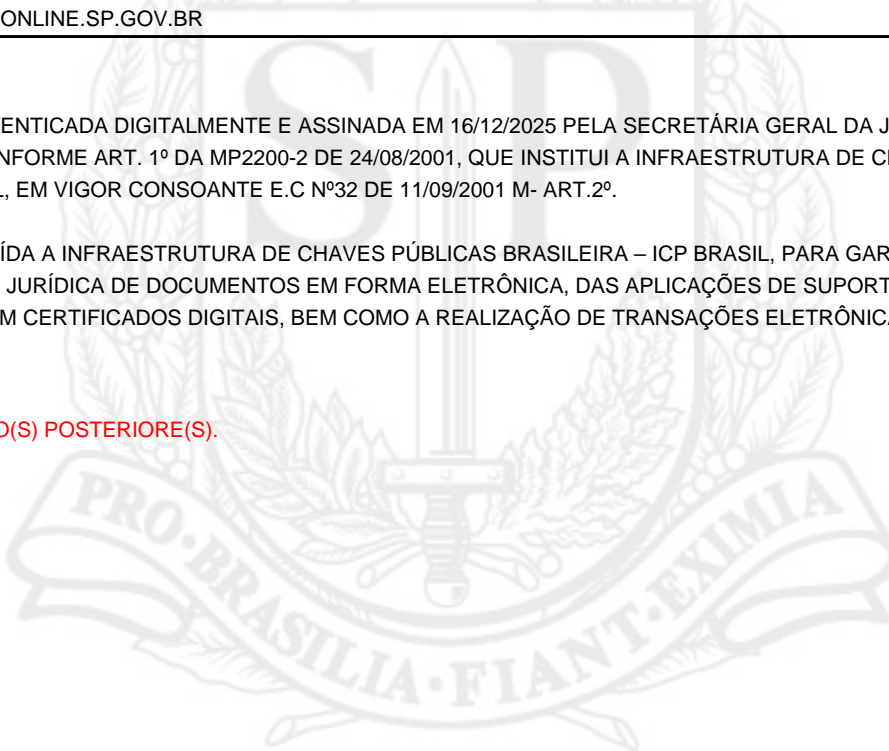 ONLINE.SP.GOV.BR
ENTICADA DIGITALMENTE E ASSINADA EM 16/12/2025 PELA SECRETÁRIA GERAL DA J
NFORME ART. 1º DA MP2200-2 DE 24/08/2001, QUE INSTITUI A INFRAESTRUTURA DE C
L, EM VIGOR CONSOANTE E.C Nº32 DE 11/09/2001 M- ART.2º.
ÍDA A INFRAESTRUTURA DE CHAVES PÚBLICAS BRASILEIRA – ICP BRASIL, PARA GAR
JURÍDICA DE DOCUMENTOS EM FORMA ELETRÔNICA, DAS APLICAÇÕES DE SUPORT
M CERTIFICADOS DIGITAIS, BEM COMO A REALIZAÇÃO DE TRANSAÇÕES ELETRÔNICA
O(S) POSTERIORE(S).
SP
PRO·BRASILIA·FIANT·EXIMIA